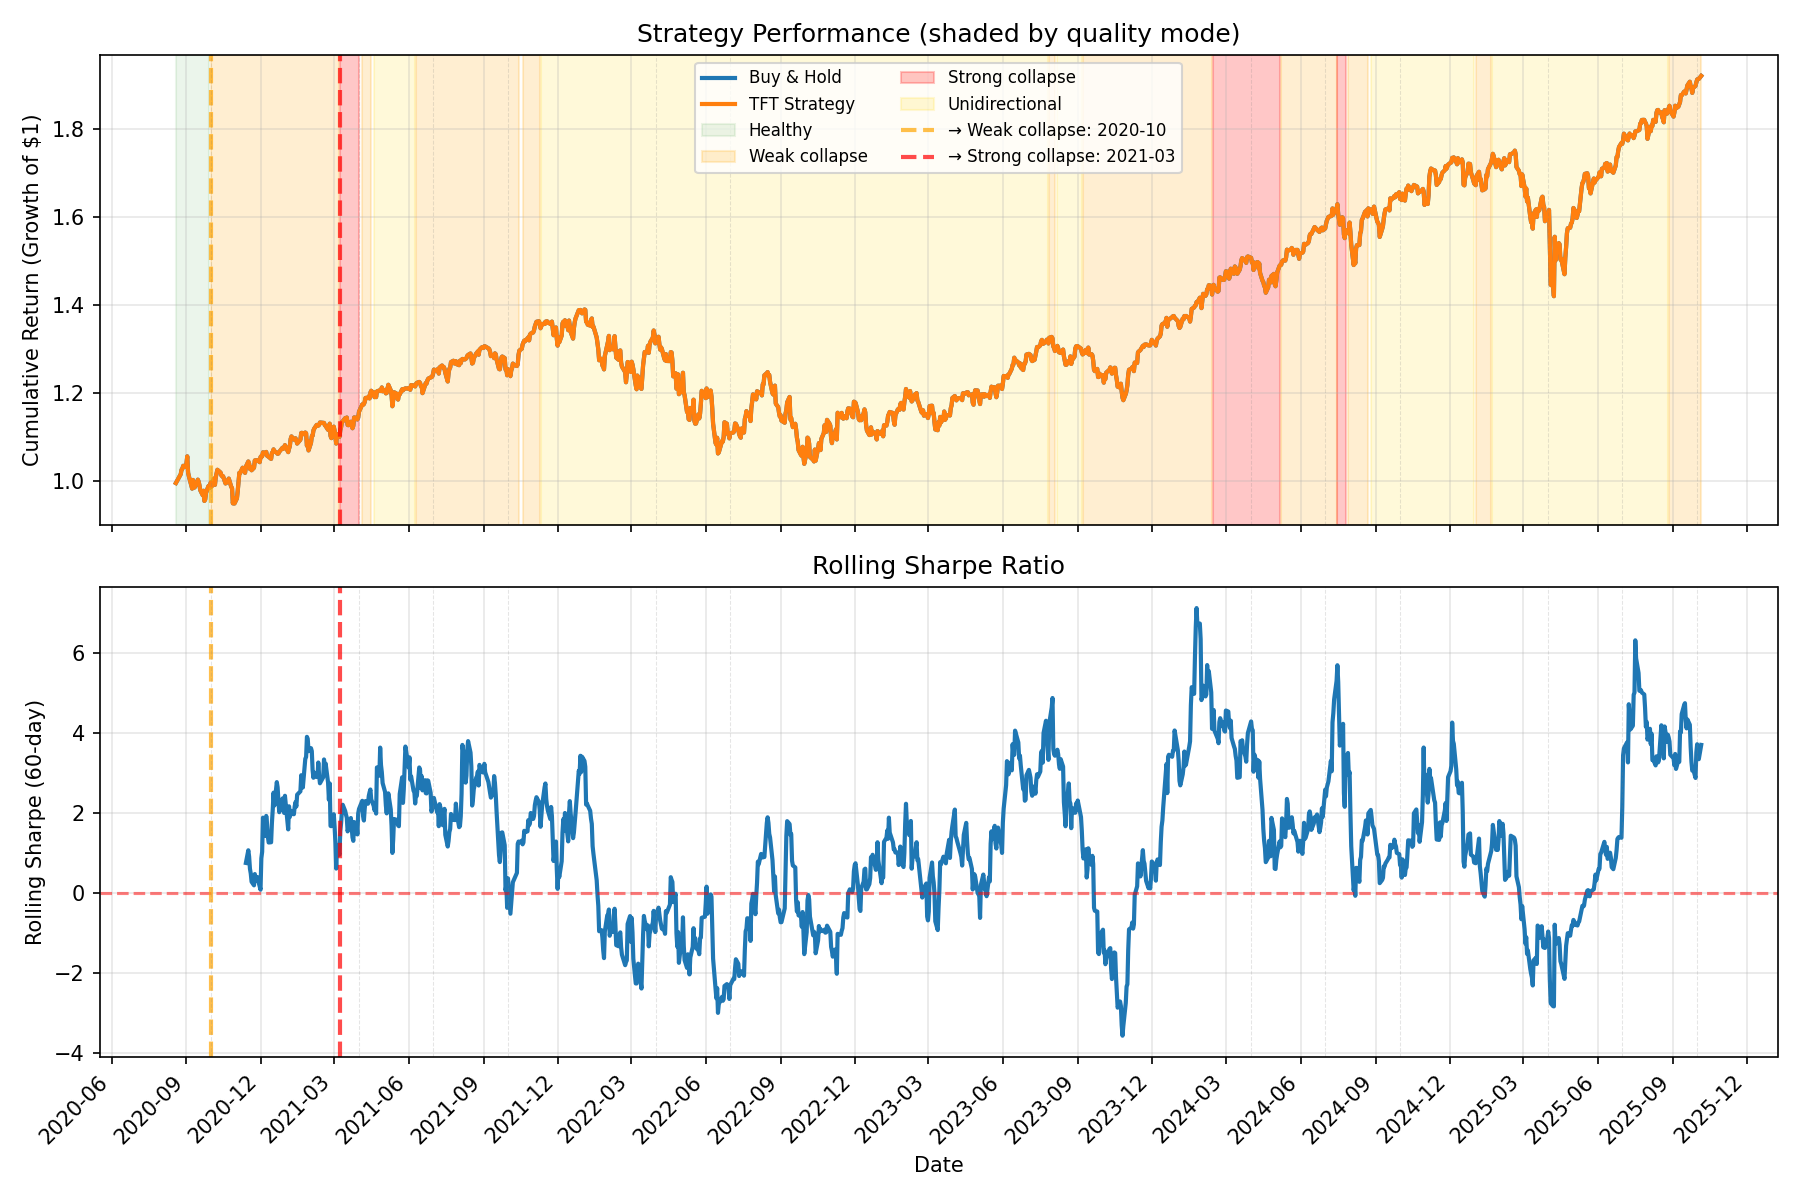 Strategy Performance (shaded by quality mode)
Cumulative Return (Growth of $1)
1.8
1.6
1.4
1.2
1.0
Buy & Hold
TFT Strategy
Healthy
Weak collapse
Strong collapse
Unidirectional
→ Weak collapse: 2020-10
→ Strong collapse: 2021-03
Rolling Sharpe Ratio
Rolling Sharpe (60-day)
6
4
2
0
−2
−4
2020-06
2020-09
2020-12
2021-03
2021-06
2021-09
2021-12
2022-03
2022-06
2022-09
2022-12
2023-03
2023-06
2023-09
2023-12
2024-03
2024-06
2024-09
2024-12
2025-03
2025-06
2025-09
2025-12
Date